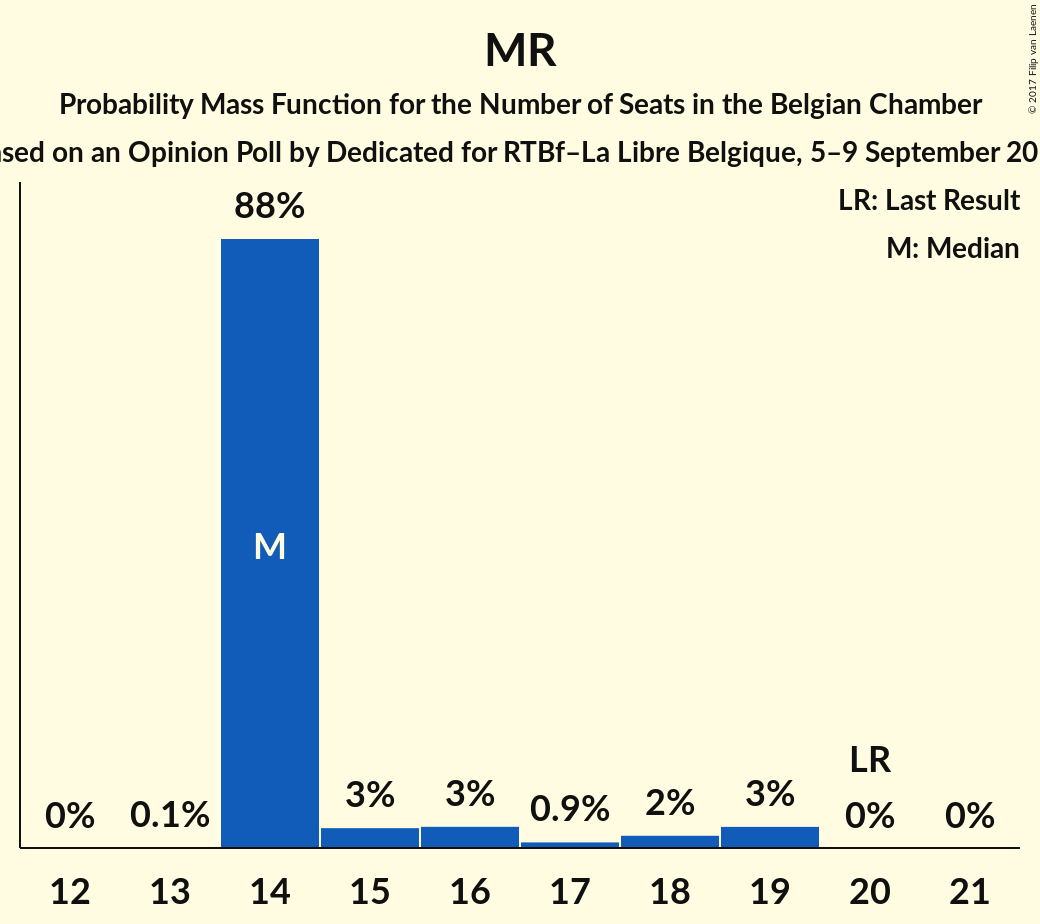 MR
Probability Mass Function for the Number of Seats in the Belgian Chamber
on an Opinion Poll by Dedicated for RTBf–La Libre Belgique, 5–9 September
LR: Last Result
M: Median
88%
M
LR
0% 0.1% 3% 3% 0.9% 2% 3% 0% 0%
12 13 14 15 16 17 18 19 20 21
© 2017 Filip van Laenen